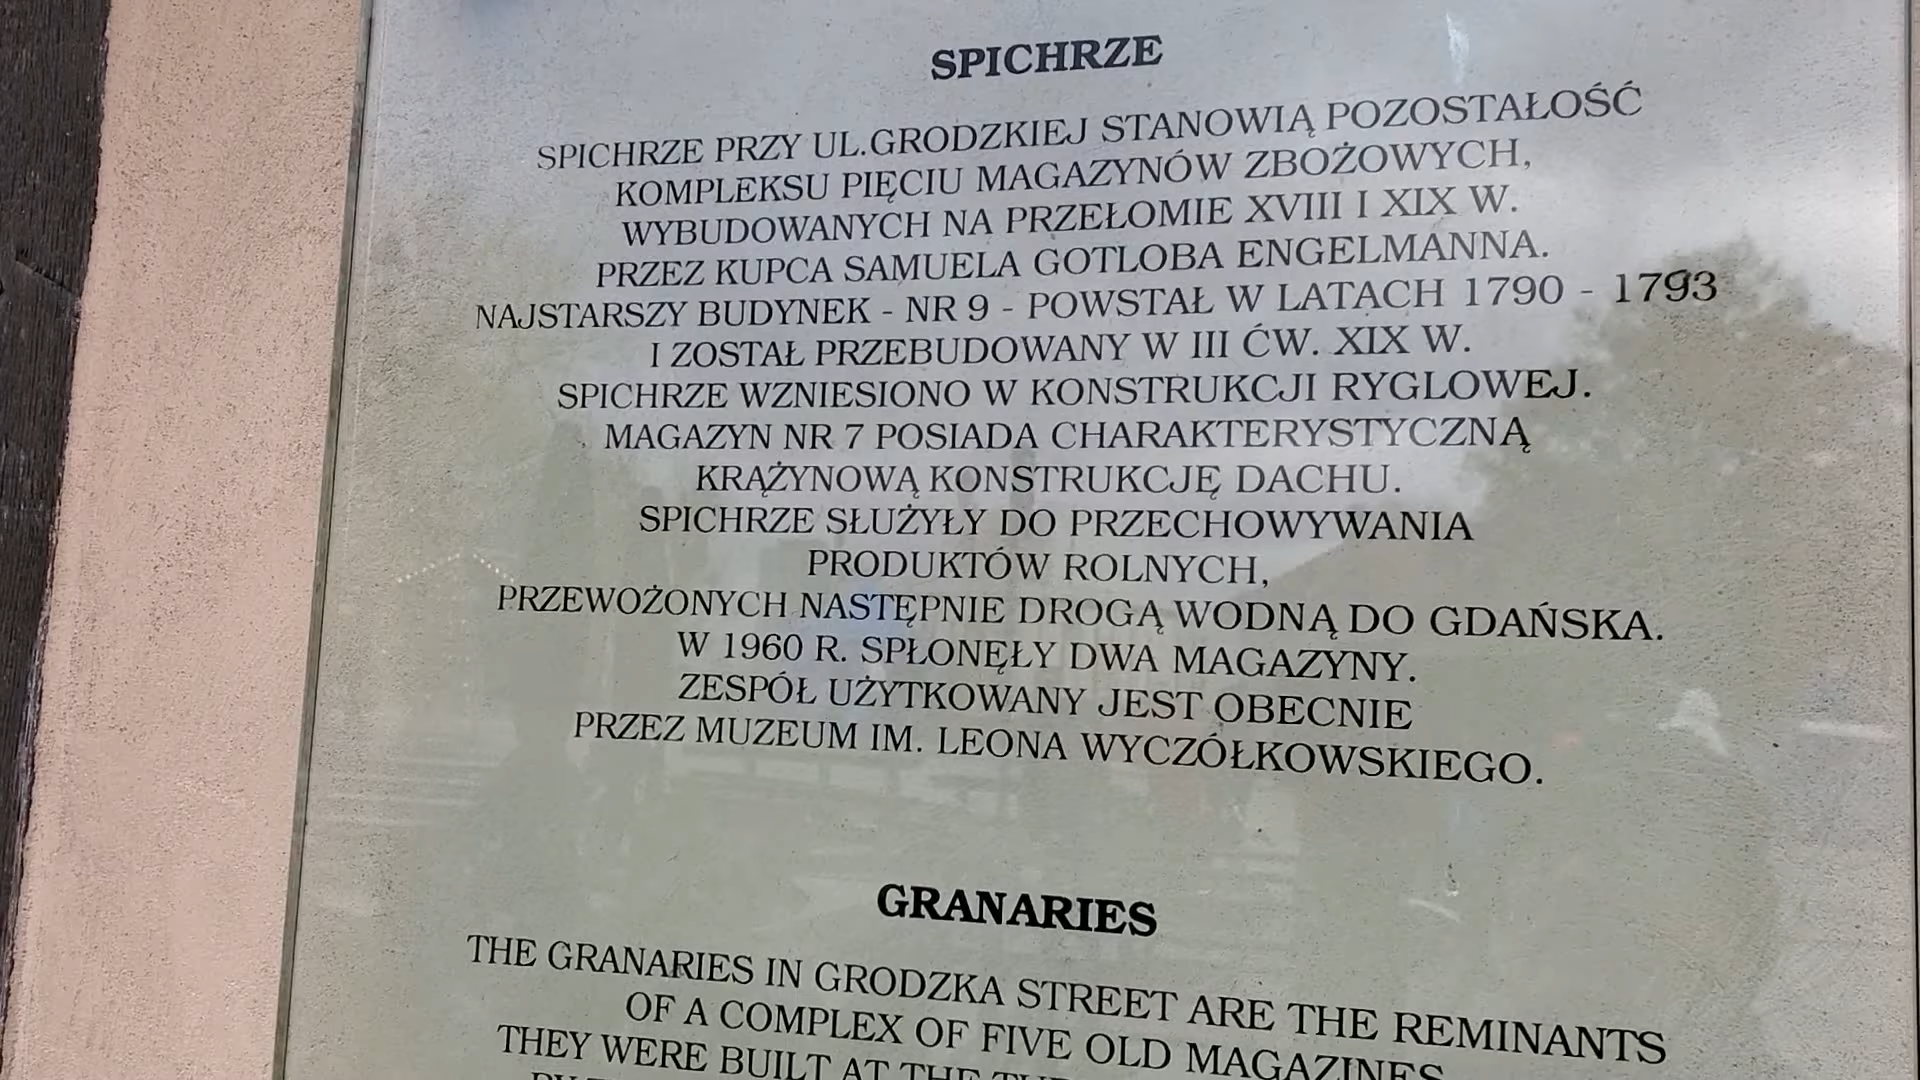 SPICHRZE
SPICHRZE PRZY UL.GRODZKIEJ STANOWIĄ POZOSTAŁOŚĆ
KOMPLEKSU PIĘCIU MAGAZYNÓW ZBOŻOWYCH,
WYBUDOWANYCH NA PRZEŁOMIE XVIII I XIX W.
PRZEZ KUPCA SAMUELA GOTLOBA ENGELMANNA.
NAJSTARSZY BUDYNEK - NR 9 - POWSTAŁ W LATACH 1790 - 1793
I ZOSTAŁ PRZEBUDOWANY W III ĆW. XIX W.
SPICHRZE WZNIESIONO W KONSTRUKCJI RYGLOWEJ.
MAGAZYN NR 7 POSIADA CHARAKTERYSTYCZNĄ
KRĄŻYNOWĄ KONSTRUKCJĘ DACHU.
SPICHRZE SŁUŻYŁY DO PRZECHOWYWANIA
PRODUKTÓW ROLNYCH,
PRZEWOŻONYCH NASTĘPNIE DROGĄ WODNĄ DO GDAŃSKA.
W 1960 R. SPŁONĘŁY DWA MAGAZYNY.
ZESPÓŁ UŻYTKOWANY JEST OBECNIE
PRZEZ MUZEUM IM. LEONA WYCZÓŁKOWSKIEGO.
GRANARIES
THE GRANARIES IN GRODZKA STREET ARE THE REMINANTS
OF A COMPLEX OF FIVE OLD MAGAZINES
THEY WERE BUILT AT THE